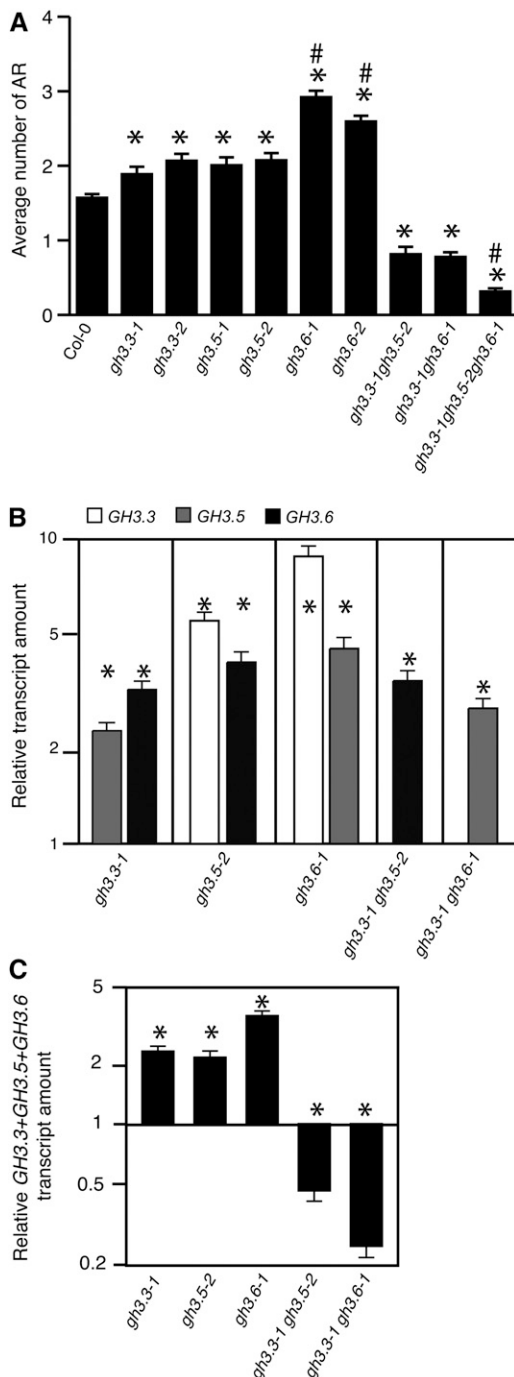 A
Average number of AR
4
3
2
1
0
* * * * # * # * * * # *
Col-0
gh3.3-1
gh3.3-2
gh3.5-1
gh3.5-2
gh3.6-1
gh3.6-2
gh3.3-1gh3.5-2
gh3.3-1gh3.6-1
gh3.3-1gh3.5-2gh3.6-1
B
GH3.3 GH3.5 GH3.6
Relative transcript amount
10
5
2
1
* * * * * * * *
gh3.3-1
gh3.5-2
gh3.6-1
gh3.3-1 gh3.5-2
gh3.3-1 gh3.6-1
C
Relative GH3.3+GH3.5+GH3.6
transcript amount
5
2
1
0.5
0.2
* * * * *
gh3.3-1
gh3.5-2
gh3.6-1
gh3.3-1 gh3.5-2
gh3.3-1 gh3.6-1